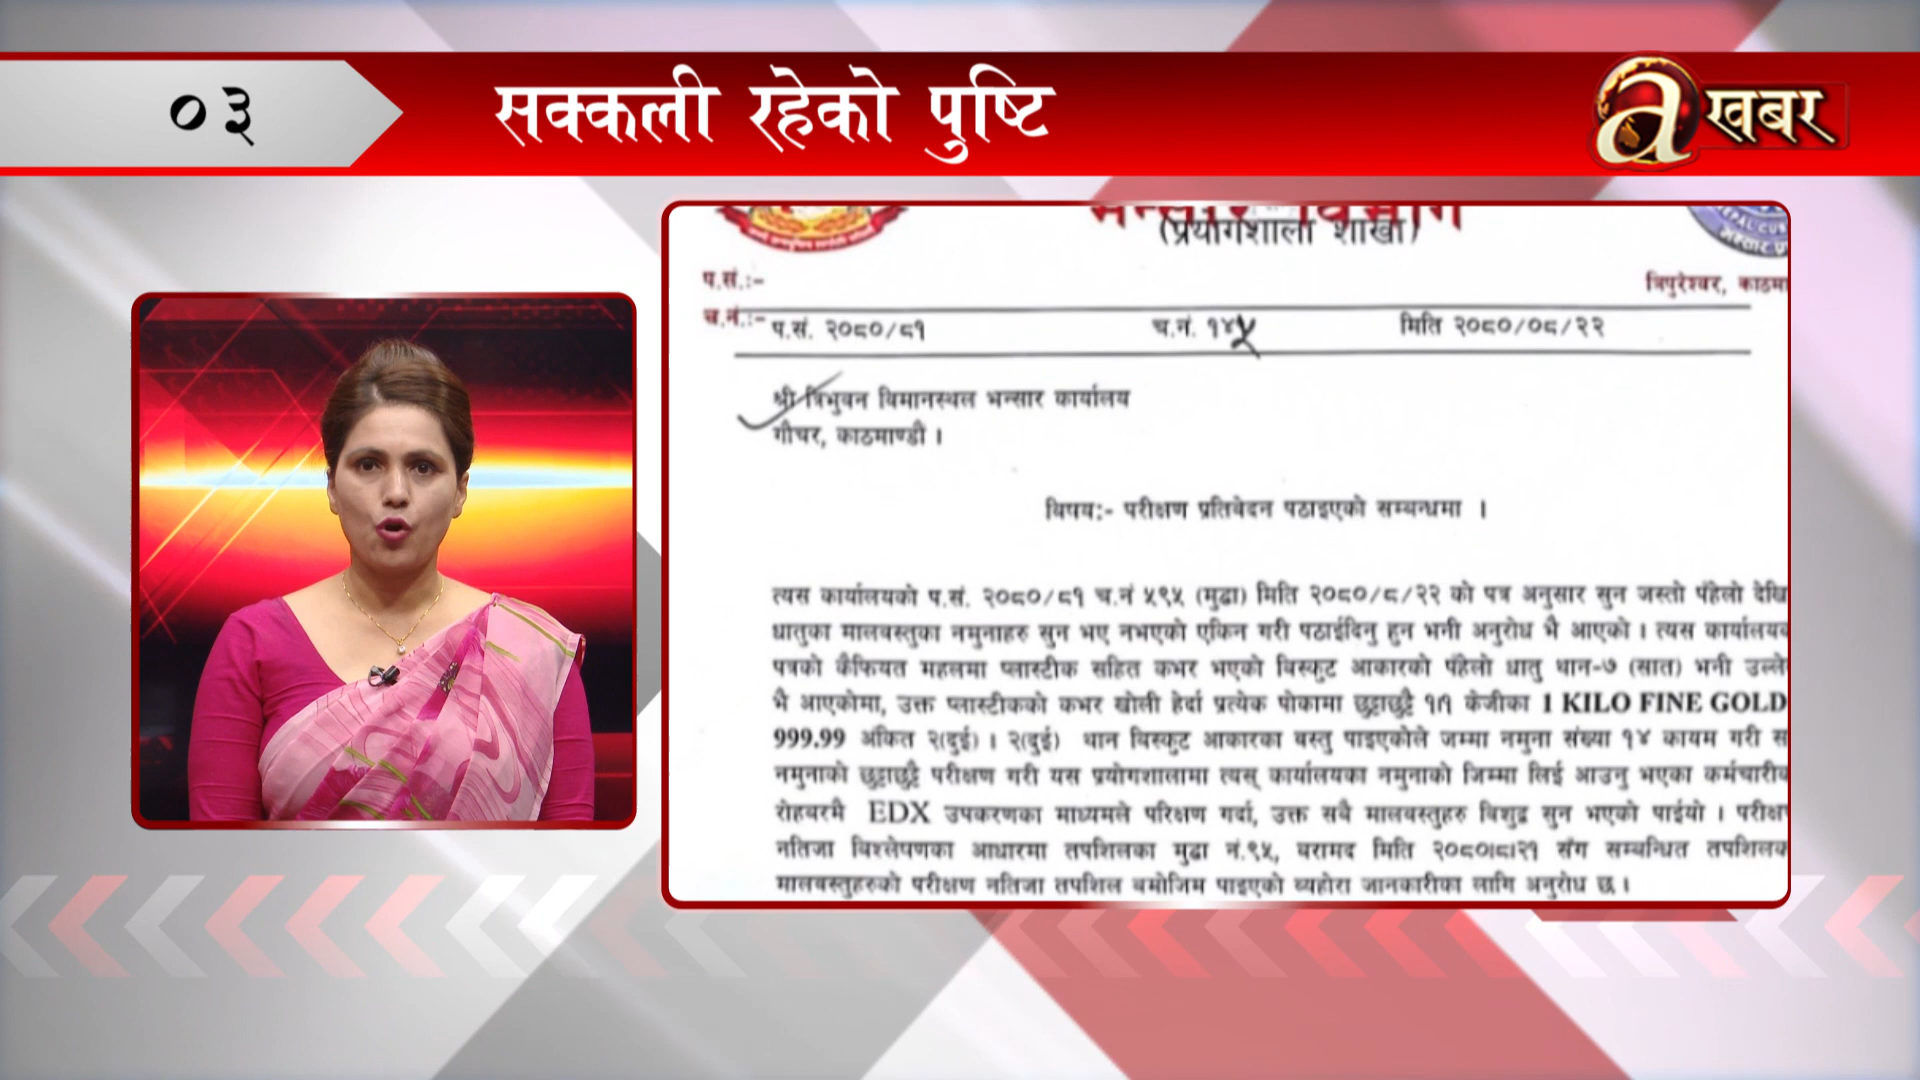 ०३
सक्कली रहेको पुष्टि
a खबर
भन्सार विभाग
(प्रयोगशाला शाखा)
प.सं.:-
त्रिपुरेश्वर, काठमा
च.नं.:-
प.सं. २०८०/८१ च.नं. १४५ मिति २०८०/०८/२२
श्री त्रिभुवन विमानस्थल भन्सार कार्यालय
गौचर, काठमाण्डौ ।
विषय:- परीक्षण प्रतिवेदन पठाइएको सम्बन्धमा ।
त्यस कार्यालयको प.सं. २०८०/८१ च.नं ५९५ (मुद्धा) मिति २०८०/८/२२ को पत्र अनुसार सुन जस्तो पँहेलो देखि
धातुका मालवस्तुका नमुनाहरु सुन भए नभएको एकिन गरी पठाईदिनु हुन भनी अनुरोध भै आएको । त्यस कार्यालयक
पत्रको कैफियत महलमा प्लास्टीक सहित कभर भएको बिस्कुट आकारको पँहेलो धातु थान-७ (सात) भनी उल्ले
भै आएकोमा, उक्त प्लास्टीकको कभर खोली हेर्दा प्रत्येक पोकामा छुट्टाछुट्टै १।१ केजीका 1 KILO FINE GOLD
999.99 अंकित २(दुई) । २(दुई) थान बिस्कुट आकारका वस्तु पाइएकोले जम्मा नमुना संख्या १४ कायम गरी स
नमुनाको छुट्टाछुट्टै परीक्षण गरी यस प्रयोगशालामा त्यस् कार्यालयका नमुनाको जिम्मा लिई आउनु भएका कर्मचारीक
रोहवरमै EDX उपकरणका माध्यमले परिक्षण गर्दा, उक्त सबै मालवस्तुहरु विशुद्ध सुन भएको पाईयो । परीक्ष
नतिजा विश्लेषणका आधारमा तपशिलका मुद्धा नं.९५, बरामद मिति २०८०।८।२१ सँग सम्बन्धित तपशिलक
मालवस्तुहरुको परीक्षण नतिजा तपशिल बमोजिम पाइएको व्यहोरा जानकारीका लागि अनुरोध छ ।